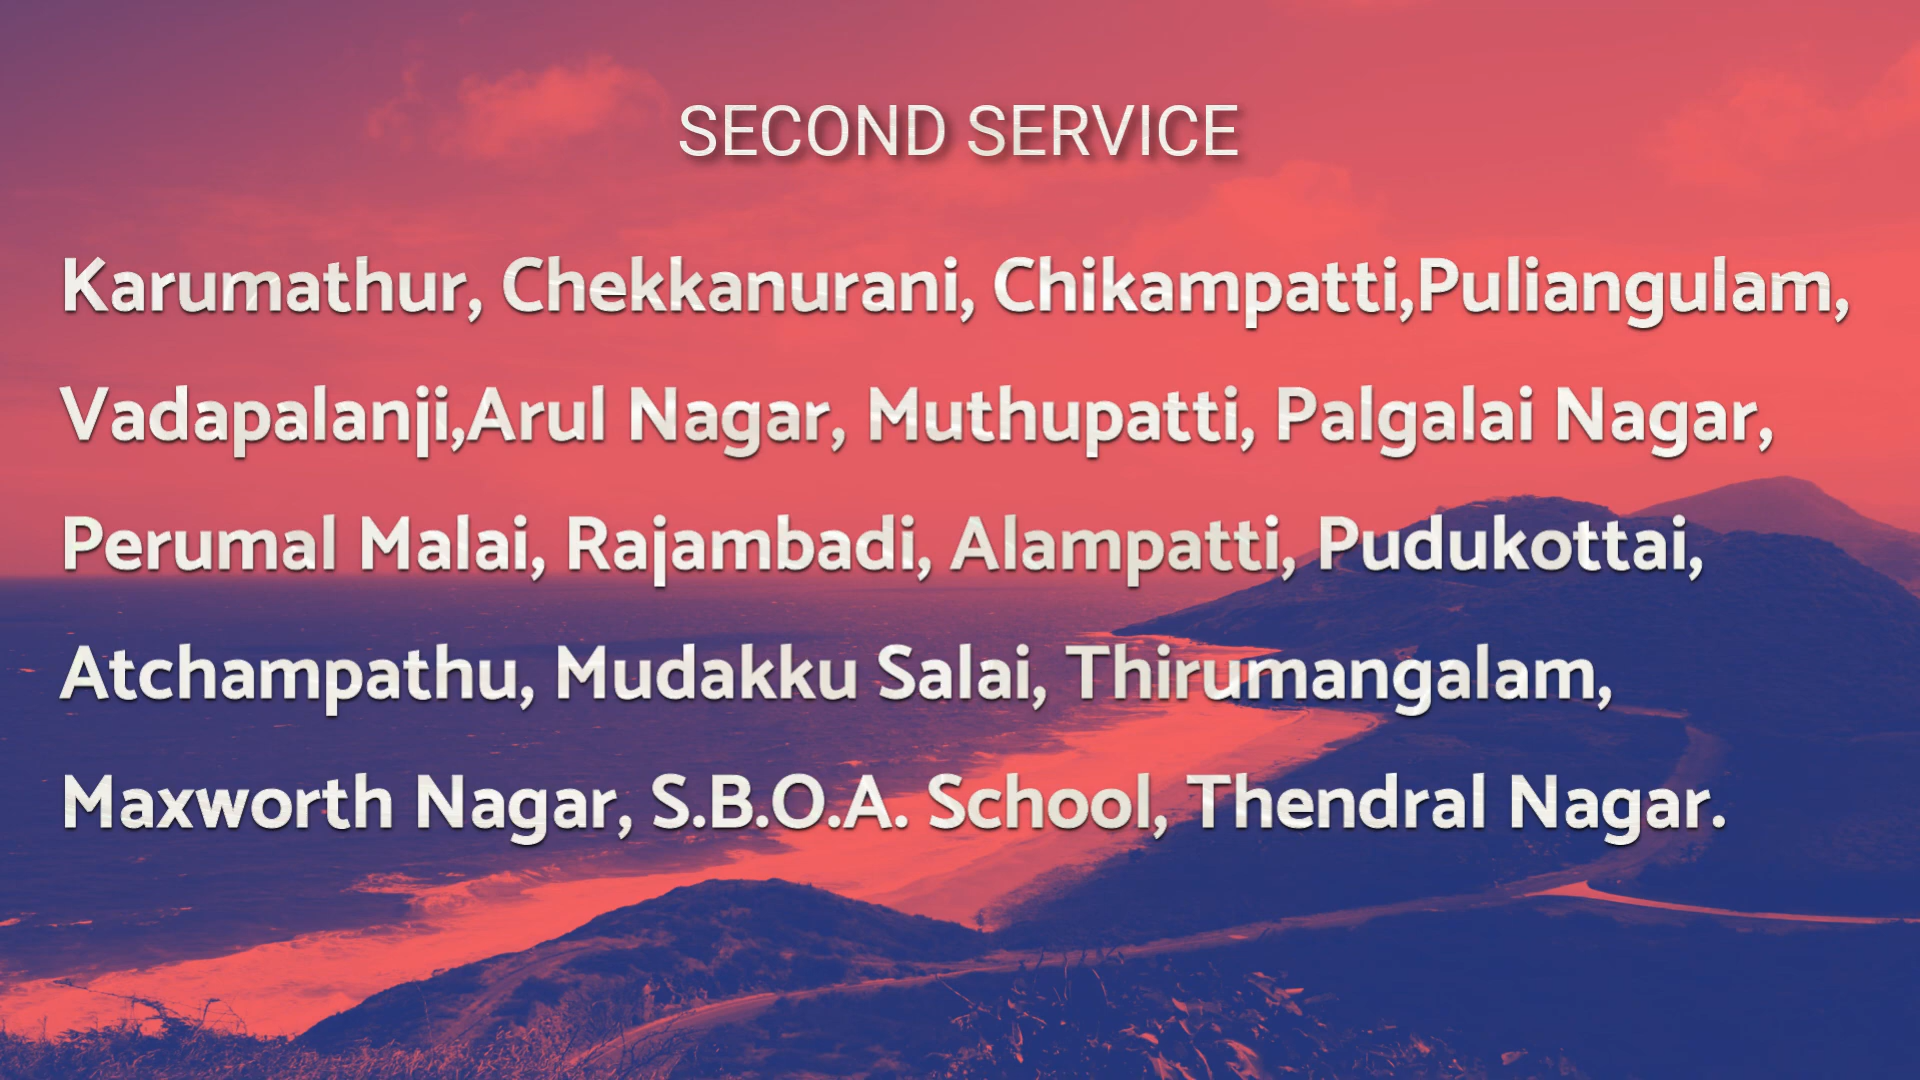 SECOND SERVICE
Karumathur, Chekkanurani, Chikampatti,Puliangulam,
Vadapalanji,Arul Nagar, Muthupatti, Palgalai Nagar,
Perumal Malai, Rajambadi, Alampatti, Pudukottai,
Atchampathu, Mudakku Salai, Thirumangalam,
Maxworth Nagar, S.B.O.A. School, Thendral Nagar.